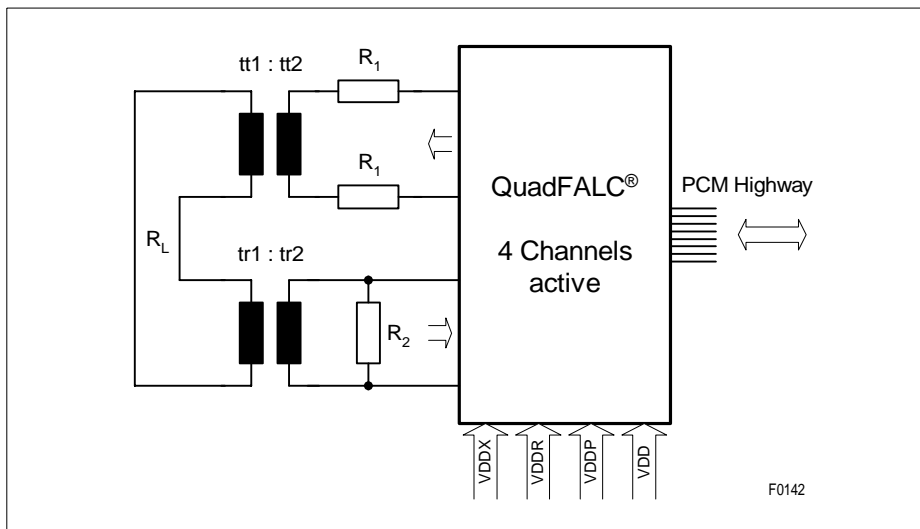 tt1 : tt2
R1
R1
RL
tr1 : tr2
R2
QuadFALC®
4 Channels
active
PCM Highway
VDDX
VDDR
VDDP
VDD
F0142